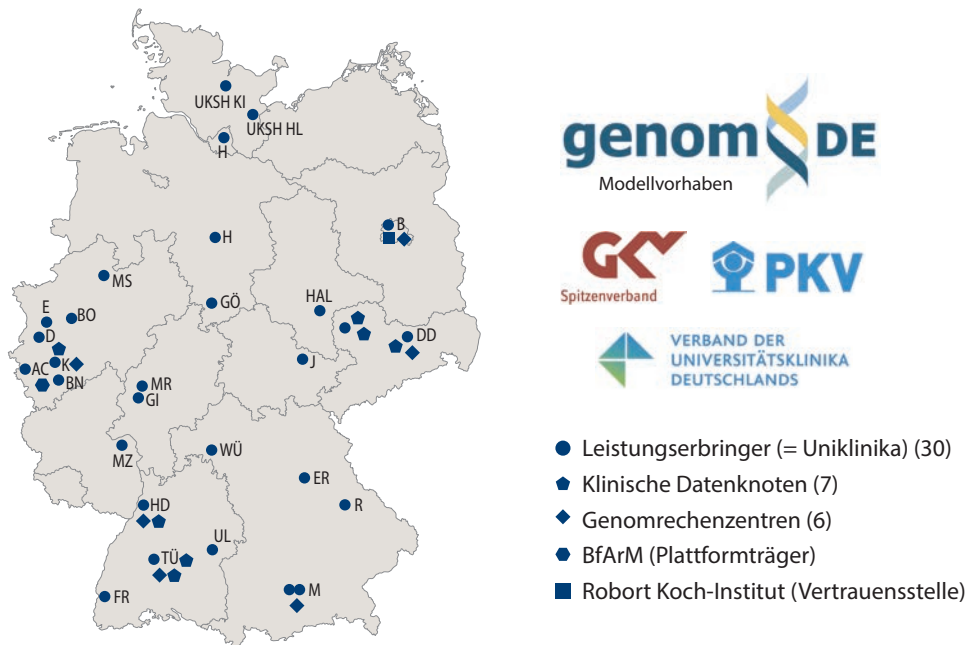 UKSH KI
UKSH HL
H
H
B
MS
GÖ
HAL
E
BO
D
DD
K
AC
BN
J
MR
GI
MZ
WÜ
ER
HD
R
UL
TÜ
FR
M
genom DE
Modellvorhaben
GKV
Spitzenverband
PKV
VERBAND DER
UNIVERSITÄTSKLINIKA
DEUTSCHLANDS
Leistungserbringer (= Uniklinika) (30)
Klinische Datenknoten (7)
Genomrechenzentren (6)
BfArM (Plattformträger)
Robort Koch-Institut (Vertrauensstelle)